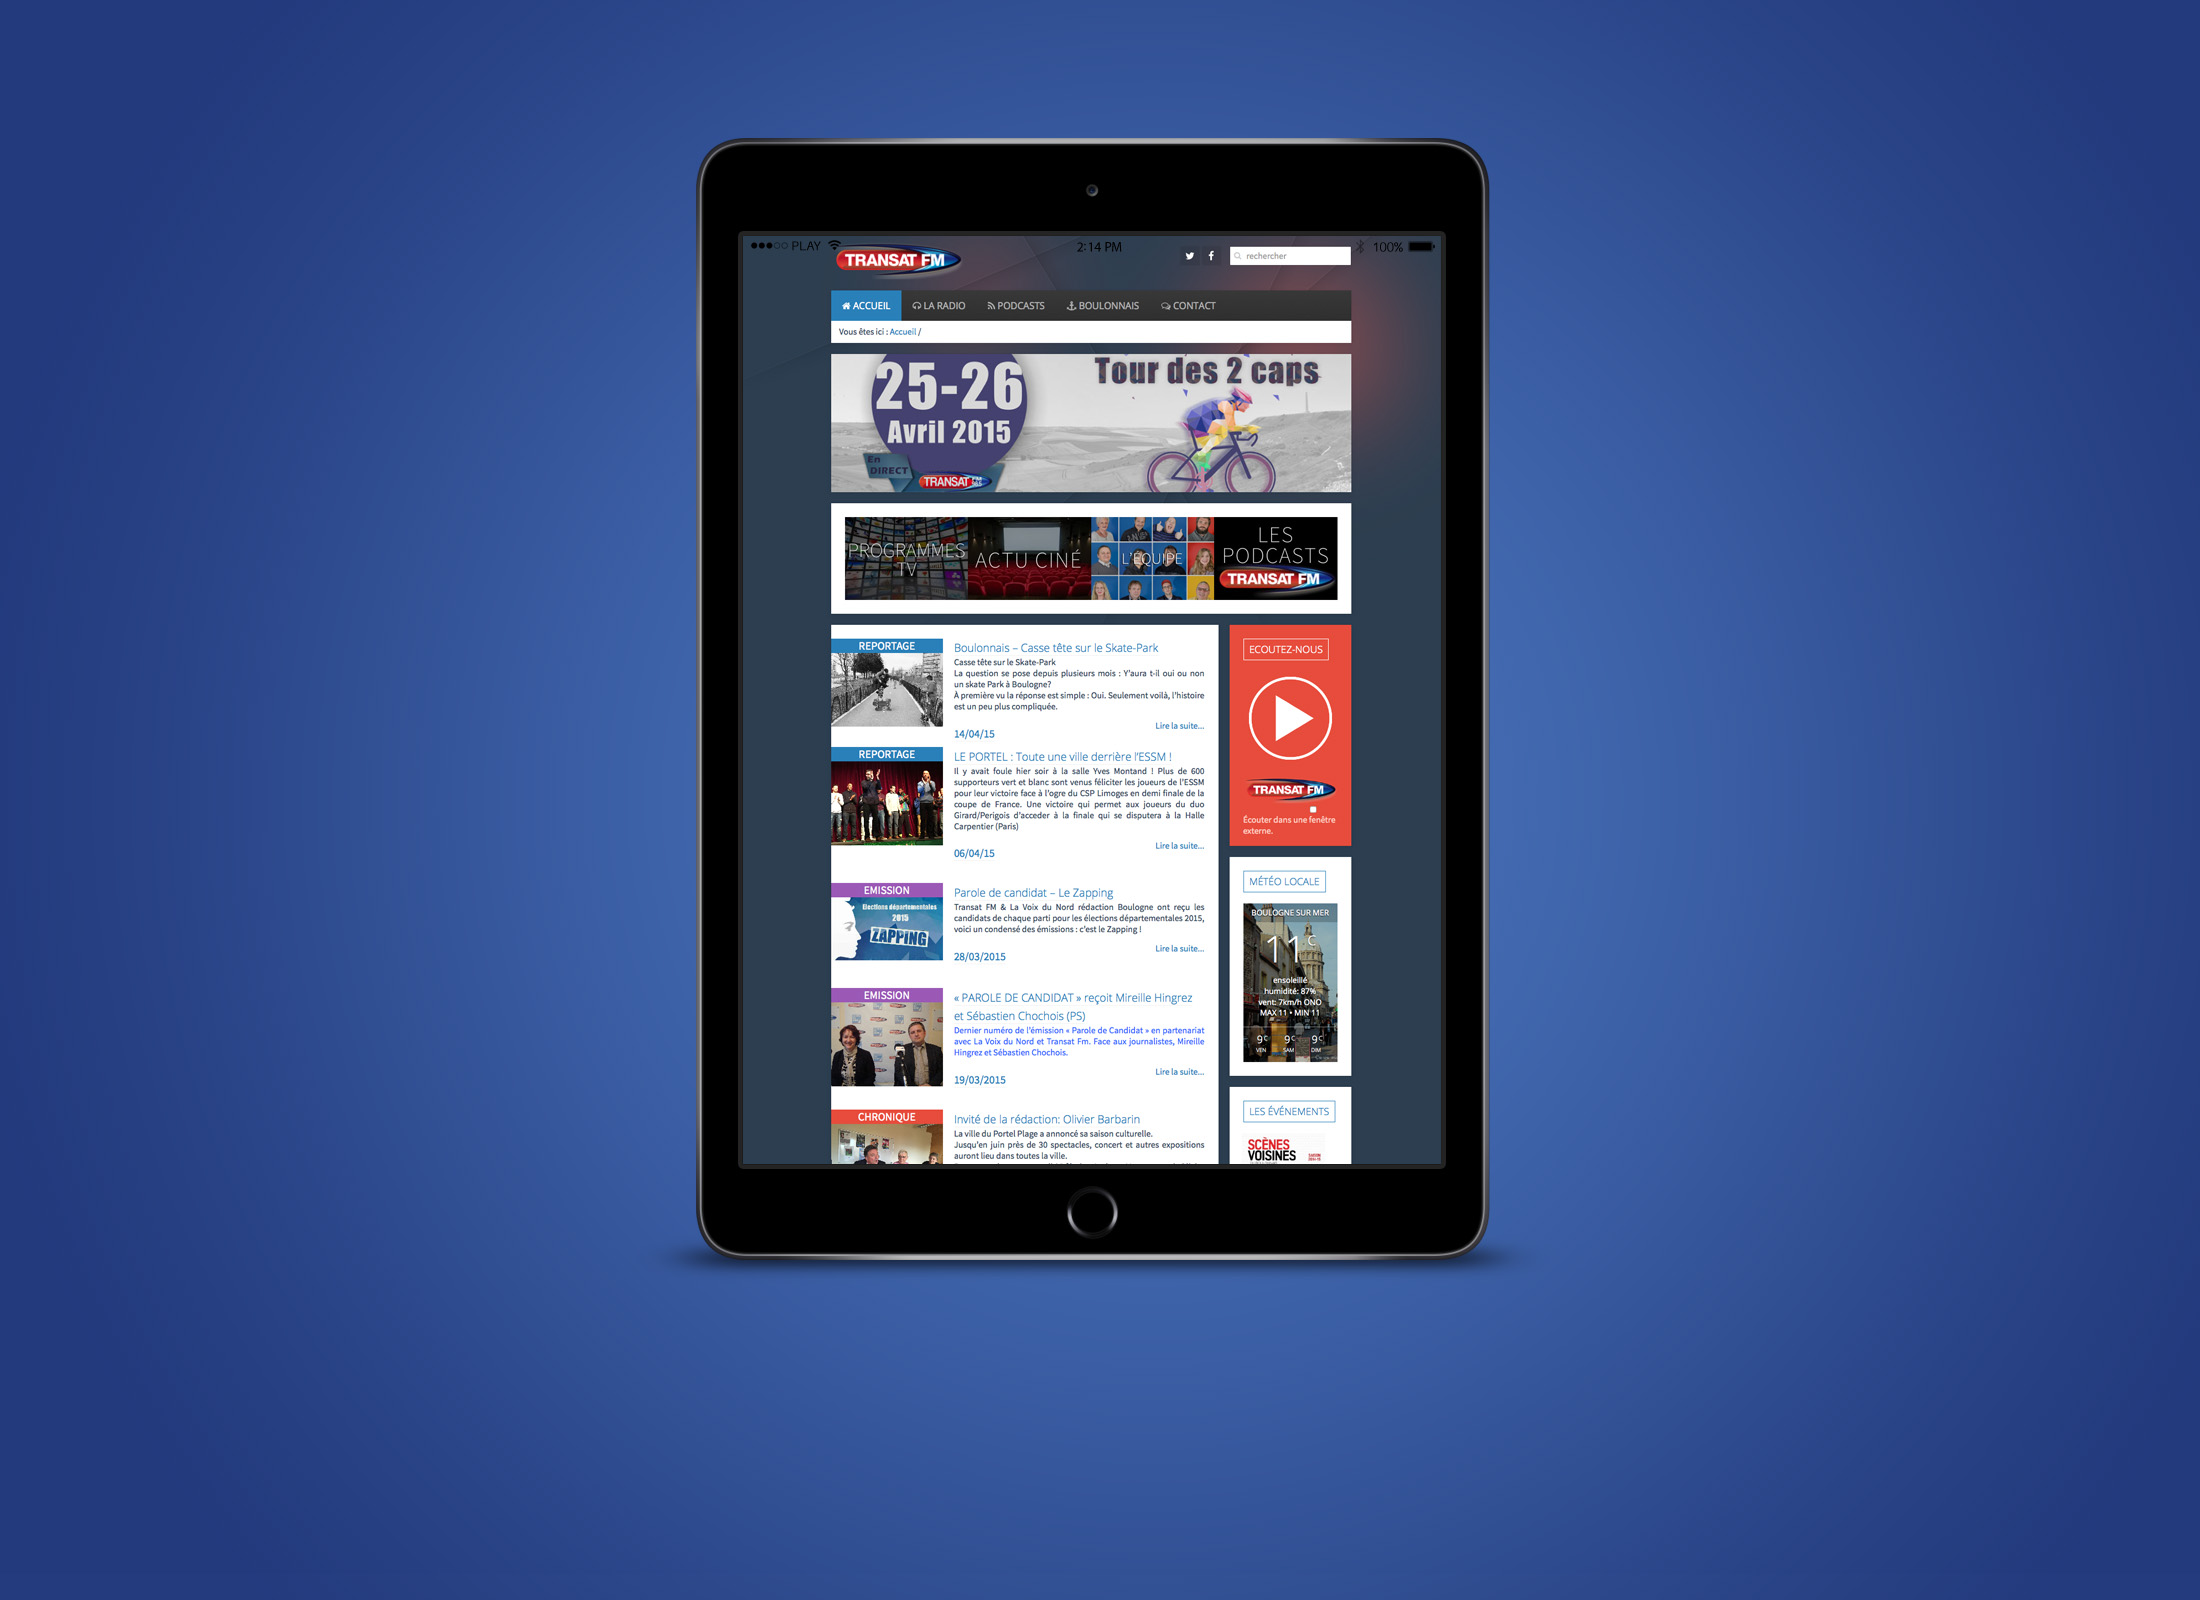 PLAY
2:14 PM
100%
TRANSAT FM
rechercher
ACCUEIL
LA RADIO
PODCASTS
BOULONNAIS
CONTACT
Vous êtes ici : Accueil /
25-26
Avril 2015
En
DIRECT
TRANSAT FM
Tour des 2 caps
PROGRAMMES
TV
ACTU CINÉ
L'EQUIPE
LES
PODCASTS
TRANSAT FM
REPORTAGE
Boulonnais – Casse tête sur le Skate-Park
Casse tête sur le Skate-Park
La question se pose depuis plusieurs mois : Y'aura t-il oui ou non
un skate Park à Boulogne?
À première vu la réponse est simple : Oui. Seulement voilà, l'histoire
est un peu plus compliquée.
Lire la suite...
14/04/15
REPORTAGE
LE PORTEL : Toute une ville derrière l'ESSM !
Il y avait foule hier soir à la salle Yves Montand ! Plus de 600
supporteurs vert et blanc sont venus féliciter les joueurs de l'ESSM
pour leur victoire face à l'ogre du CSP Limoges en demi finale de la
coupe de France. Une victoire qui permet aux joueurs du duo
Girard/Perigois d'acceder à la finale qui se disputera à la Halle
Carpentier (Paris)
Lire la suite...
06/04/15
EMISSION
Elections départementales
2015
ZAPPING
Parole de candidat – Le Zapping
Transat FM & La Voix du Nord rédaction Boulogne ont reçu les
candidats de chaque parti pour les élections départementales 2015,
voici un condensé des émissions : c'est le Zapping !
Lire la suite...
28/03/2015
EMISSION
« PAROLE DE CANDIDAT » reçoit Mireille Hingrez
et Sébastien Chochois (PS)
Dernier numéro de l'émission « Parole de Candidat » en partenariat
avec La Voix du Nord et Transat Fm. Face aux journalistes, Mireille
Hingrez et Sébastien Chochois.
Lire la suite...
19/03/2015
CHRONIQUE
Invité de la rédaction: Olivier Barbarin
La ville du Portel Plage a annoncé sa saison culturelle.
Jusqu'en juin près de 30 spectacles, concert et autres expositions
auront lieu dans toutes la ville.
ECOUTEZ-NOUS
TRANSAT FM
Écouter dans une fenêtre
externe.
MÉTÉO LOCALE
BOULOGNE SUR MER
11 C
ensoleillé
humidité: 87%
vent: 7km/h ONO
MAX 11 • MIN 11
9C 9C 9C
VEN SAM DIM
LES ÉVÉNEMENTS
SCÈNES
VOISINES